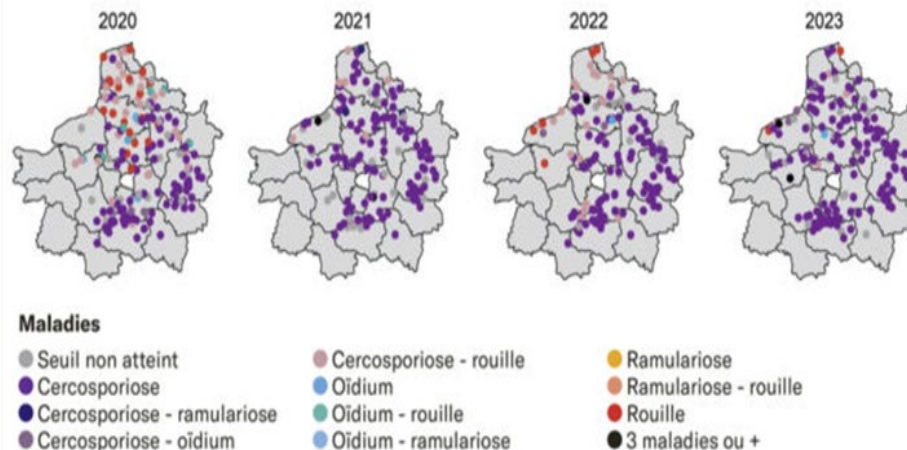 2020
2021
2022
2023
Maladies
Seuil non atteint
Cercosporiose
Cercosporiose - ramulariose
Cercosporiose - oïdium
Cercosporiose - rouille
Oïdium
Oïdium - rouille
Oïdium - ramulariose
Ramulariose
Ramulariose - rouille
Rouille
3 maladies ou +